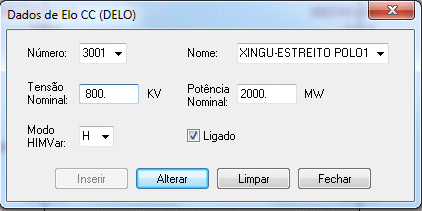 Dados de Elo CC (DELO)
Número: 3001 Nome: XINGU-ESTREITO POLO1
Tensão Nominal: 800. KV Potência Nominal: 2000. MW
Modo HIMVar: H Ligado
Inserir Alterar Limpar Fechar